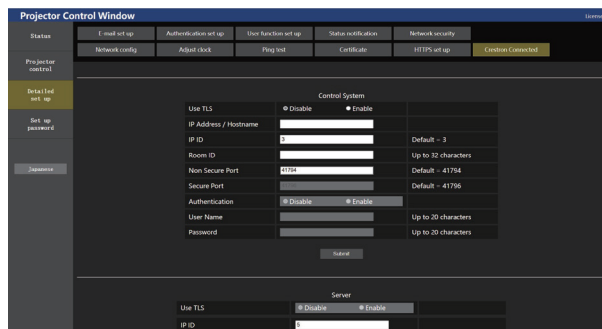 Projector Control Window
License
Status
E-mail set up
Authentication set up
User function set up
Status notification
Network security
Network config
Adjust clock
Ping test
Certificate
HTTPS set up
Crestron Connected
Projector
control
Detailed
set up
Set up
password
Japanese
Control System
Use TLS Disable Enable
IP Address / Hostname
IP ID 3 Default = 3
Room ID Up to 32 characters
Non Secure Port 41794 Default = 41794
Secure Port Default = 41796
Authentication Disable Enable
User Name Up to 20 characters
Password Up to 20 characters
Submit
Server
Use TLS Disable Enable
IP ID 5